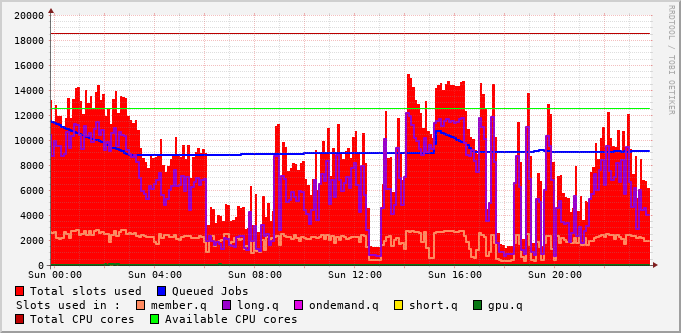 20000
18000
16000
14000
12000
10000
8000
6000
4000
2000
0
Sun 00:00 Sun 04:00 Sun 08:00 Sun 12:00 Sun 16:00 Sun 20:00
Total slots used Queued Jobs
Slots used in : member.q long.q ondemand.q short.q gpu.q
Total CPU cores Available CPU cores
RRDTOOL / TOBI OETIKER